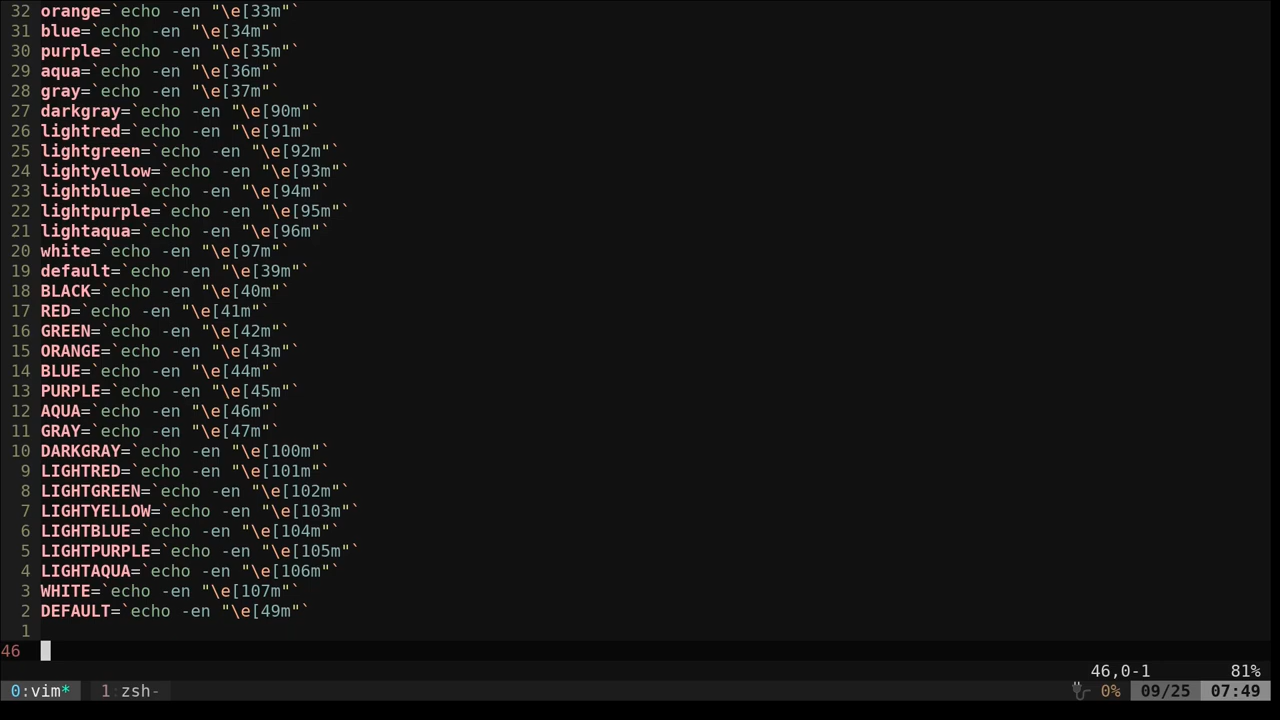 32 orange=`echo -en "\e[33m"`
31 blue=`echo -en "\e[34m"`
30 purple=`echo -en "\e[35m"`
29 aqua=`echo -en "\e[36m"`
28 gray=`echo -en "\e[37m"`
27 darkgray=`echo -en "\e[90m"`
26 lightred=`echo -en "\e[91m"`
25 lightgreen=`echo -en "\e[92m"`
24 lightyellow=`echo -en "\e[93m"`
23 lightblue=`echo -en "\e[94m"`
22 lightpurple=`echo -en "\e[95m"`
21 lightaqua=`echo -en "\e[96m"`
20 white=`echo -en "\e[97m"`
19 default=`echo -en "\e[39m"`
18 BLACK=`echo -en "\e[40m"`
17 RED=`echo -en "\e[41m"`
16 GREEN=`echo -en "\e[42m"`
15 ORANGE=`echo -en "\e[43m"`
14 BLUE=`echo -en "\e[44m"`
13 PURPLE=`echo -en "\e[45m"`
12 AQUA=`echo -en "\e[46m"`
11 GRAY=`echo -en "\e[47m"`
10 DARKGRAY=`echo -en "\e[100m"`
9 LIGHTRED=`echo -en "\e[101m"`
8 LIGHTGREEN=`echo -en "\e[102m"`
7 LIGHTYELLOW=`echo -en "\e[103m"`
6 LIGHTBLUE=`echo -en "\e[104m"`
5 LIGHTPURPLE=`echo -en "\e[105m"`
4 LIGHTAQUA=`echo -en "\e[106m"`
3 WHITE=`echo -en "\e[107m"`
2 DEFAULT=`echo -en "\e[49m"`
1
46
46,0-1 81%
0:vim* 1:zsh- 0% 09/25 07:49